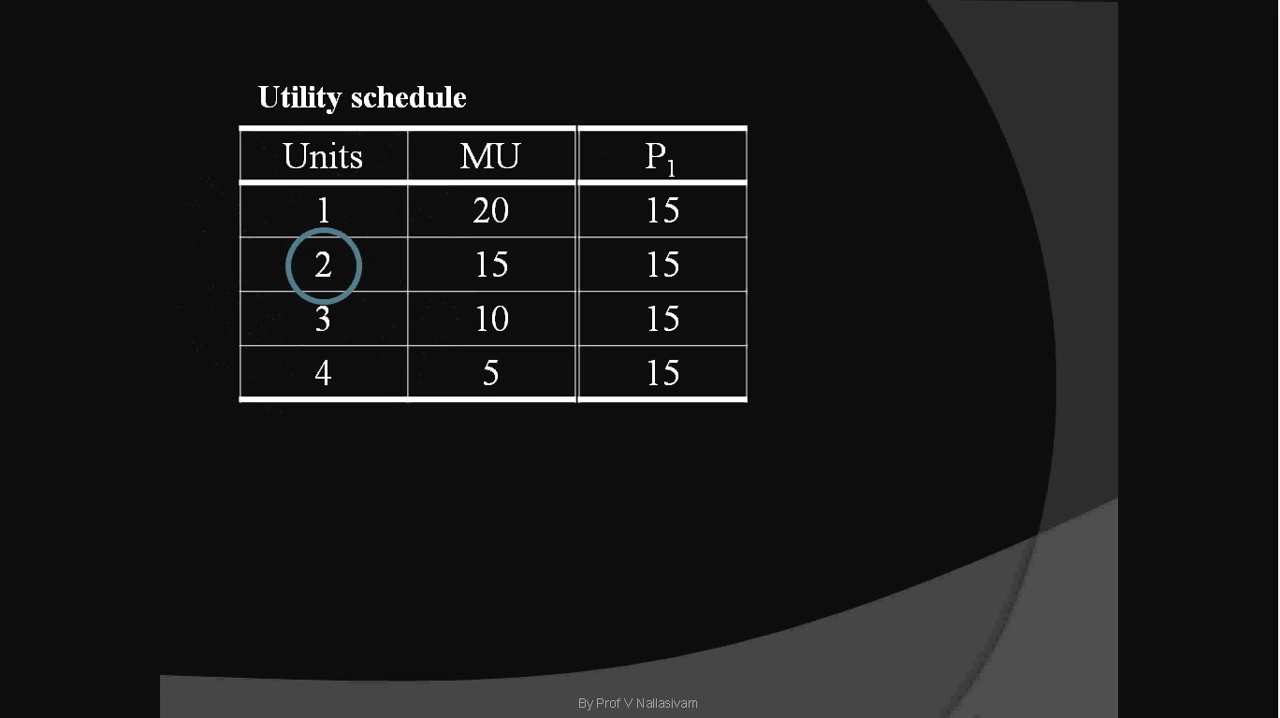 Utility schedule
Units MU P₁
1 20 15
2 15 15
3 10 15
4 5 15
By Prof V Nallasivam